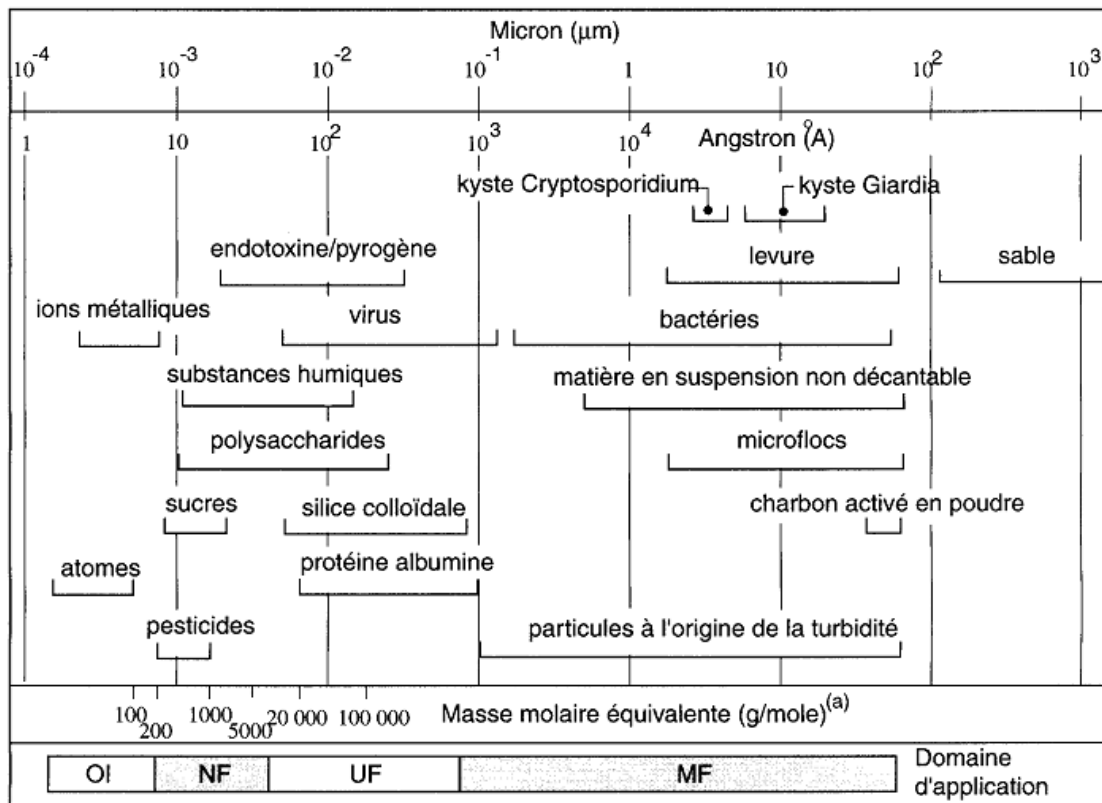 Micron (μm)
10⁻⁴ 10⁻³ 10⁻² 10⁻¹ 1 10 10² 10³
1 10 10² 10³ 10⁴ Angstron (Å)
kyste Cryptosporidium kyste Giardia
endotoxine/pyrogène levure sable
ions métalliques virus bactéries
substances humiques matière en suspension non décantable
polysaccharides microflocs
sucres silice colloïdale charbon activé en poudre
atomes protéine albumine
pesticides particules à l'origine de la turbidité
100 200 1000 5000 20 000 100 000 Masse molaire équivalente (g/mole)⁽ᵃ⁾
OI NF UF MF Domaine
d'application